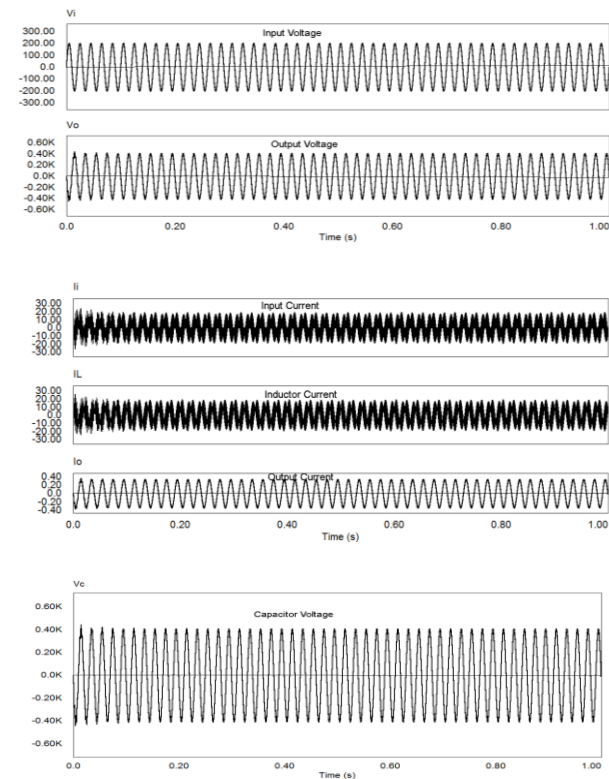 Vi
Input Voltage
300.00
200.00
100.00
0.0
-100.00
-200.00
-300.00
Vo
Output Voltage
0.60K
0.40K
0.20K
0.0K
-0.20K
-0.40K
-0.60K
0.0 0.20 0.40 0.60 0.80 1.00
Time (s)
Ii
Input Current
30.00
20.00
10.00
0.0
-10.00
-20.00
-30.00
IL
Inductor Current
30.00
20.00
10.00
0.0
-10.00
-20.00
-30.00
Io
Output Current
0.40
0.20
0.0
-0.20
-0.40
0.0 0.20 0.40 0.60 0.80 1.00
Time (s)
Vc
Capacitor Voltage
0.60K
0.40K
0.20K
0.0K
-0.20K
-0.40K
-0.60K
0.0 0.20 0.40 0.60 0.80 1.00
Time (s)